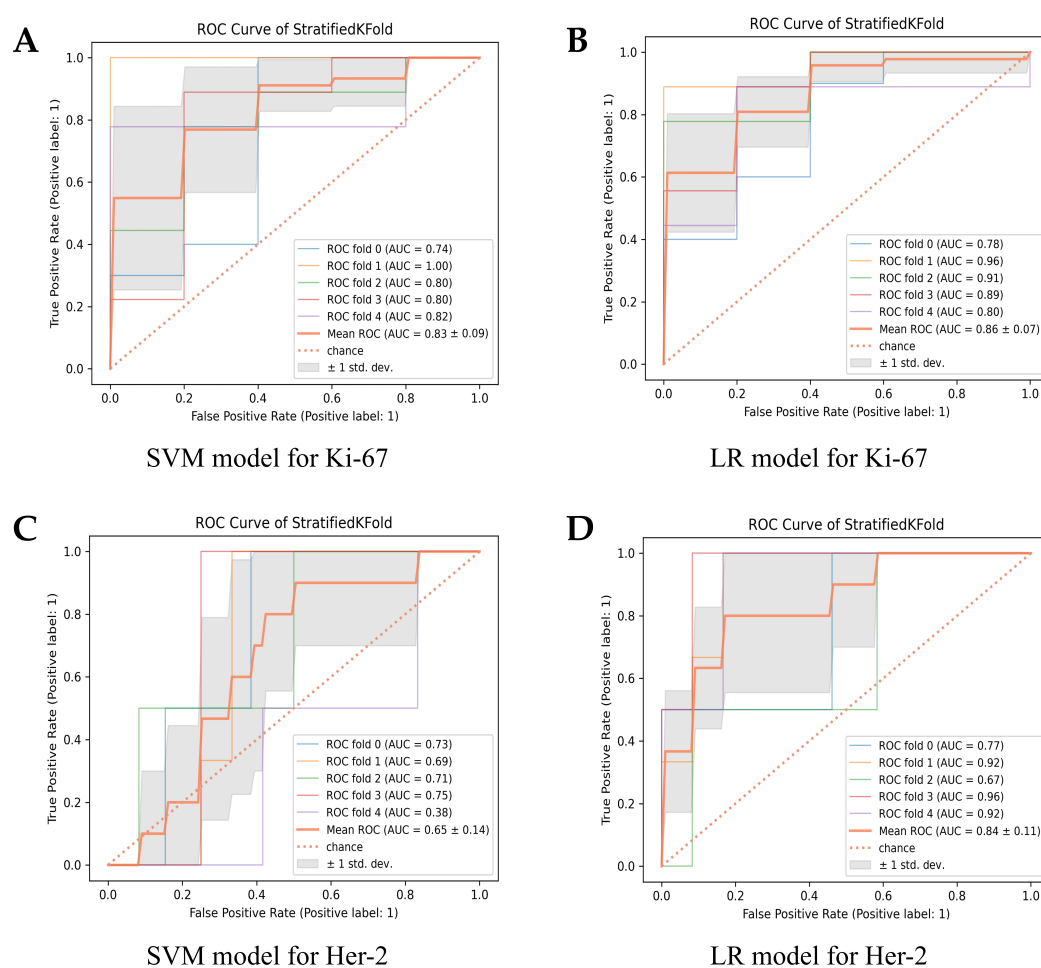 A
ROC Curve of StratifiedKFold
True Positive Rate (Positive label: 1)
1.0
0.8
0.6
0.4
0.2
0.0
ROC fold 0 (AUC = 0.74)
ROC fold 1 (AUC = 1.00)
ROC fold 2 (AUC = 0.80)
ROC fold 3 (AUC = 0.80)
ROC fold 4 (AUC = 0.82)
Mean ROC (AUC = 0.83 ± 0.09)
chance
± 1 std. dev.
0.0 0.2 0.4 0.6 0.8 1.0
False Positive Rate (Positive label: 1)
SVM model for Ki-67
B
ROC Curve of StratifiedKFold
True Positive Rate (Positive label: 1)
1.0
0.8
0.6
0.4
0.2
0.0
ROC fold 0 (AUC = 0.78)
ROC fold 1 (AUC = 0.96)
ROC fold 2 (AUC = 0.91)
ROC fold 3 (AUC = 0.89)
ROC fold 4 (AUC = 0.80)
Mean ROC (AUC = 0.86 ± 0.07)
chance
± 1 std. dev.
0.0 0.2 0.4 0.6 0.8 1.0
False Positive Rate (Positive label: 1)
LR model for Ki-67
C
ROC Curve of StratifiedKFold
True Positive Rate (Positive label: 1)
1.0
0.8
0.6
0.4
0.2
0.0
ROC fold 0 (AUC = 0.73)
ROC fold 1 (AUC = 0.69)
ROC fold 2 (AUC = 0.71)
ROC fold 3 (AUC = 0.75)
ROC fold 4 (AUC = 0.38)
Mean ROC (AUC = 0.65 ± 0.14)
chance
± 1 std. dev.
0.0 0.2 0.4 0.6 0.8 1.0
False Positive Rate (Positive label: 1)
SVM model for Her-2
D
ROC Curve of StratifiedKFold
True Positive Rate (Positive label: 1)
1.0
0.8
0.6
0.4
0.2
0.0
ROC fold 0 (AUC = 0.77)
ROC fold 1 (AUC = 0.92)
ROC fold 2 (AUC = 0.67)
ROC fold 3 (AUC = 0.96)
ROC fold 4 (AUC = 0.92)
Mean ROC (AUC = 0.84 ± 0.11)
chance
± 1 std. dev.
0.0 0.2 0.4 0.6 0.8 1.0
False Positive Rate (Positive label: 1)
LR model for Her-2